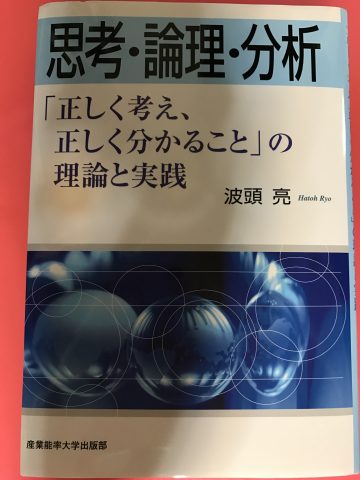 思考・論理・分析
「正しく考え、
正しく分かること」の
理論と実践
波頭 亮 Hatoh Ryo
産業能率大学出版部